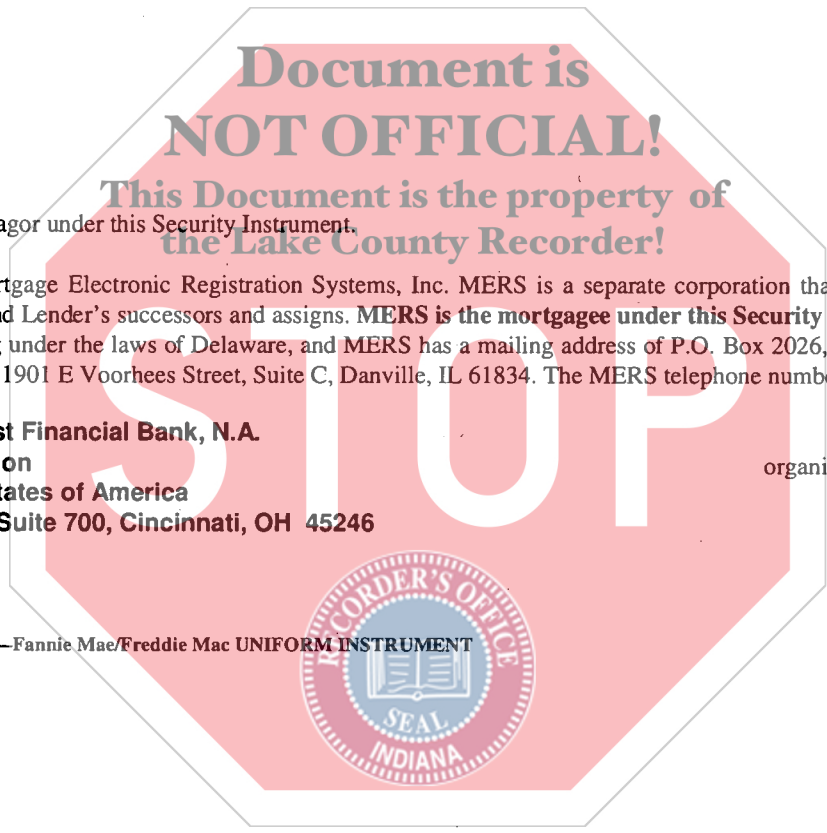 Document is
NOT OFFICIAL!
This Document is the property of
agor under this Security Instrument.
the Lake County Recorder!
rtgage Electronic Registration Systems, Inc. MERS is a separate corporation tha
d Lender's successors and assigns. MERS is the mortgagee under this Security
under the laws of Delaware, and MERS has a mailing address of P.O. Box 2026,
1901 E Voorhees Street, Suite C, Danville, IL 61834. The MERS telephone numbe
STOP
st Financial Bank, N.A.
on
organi
tates of America
Suite 700, Cincinnati, OH 45246
—Fannie Mae/Freddie Mac UNIFORM INSTRUMENT
RECORDER'S OFFICE
SEAL
INDIANA